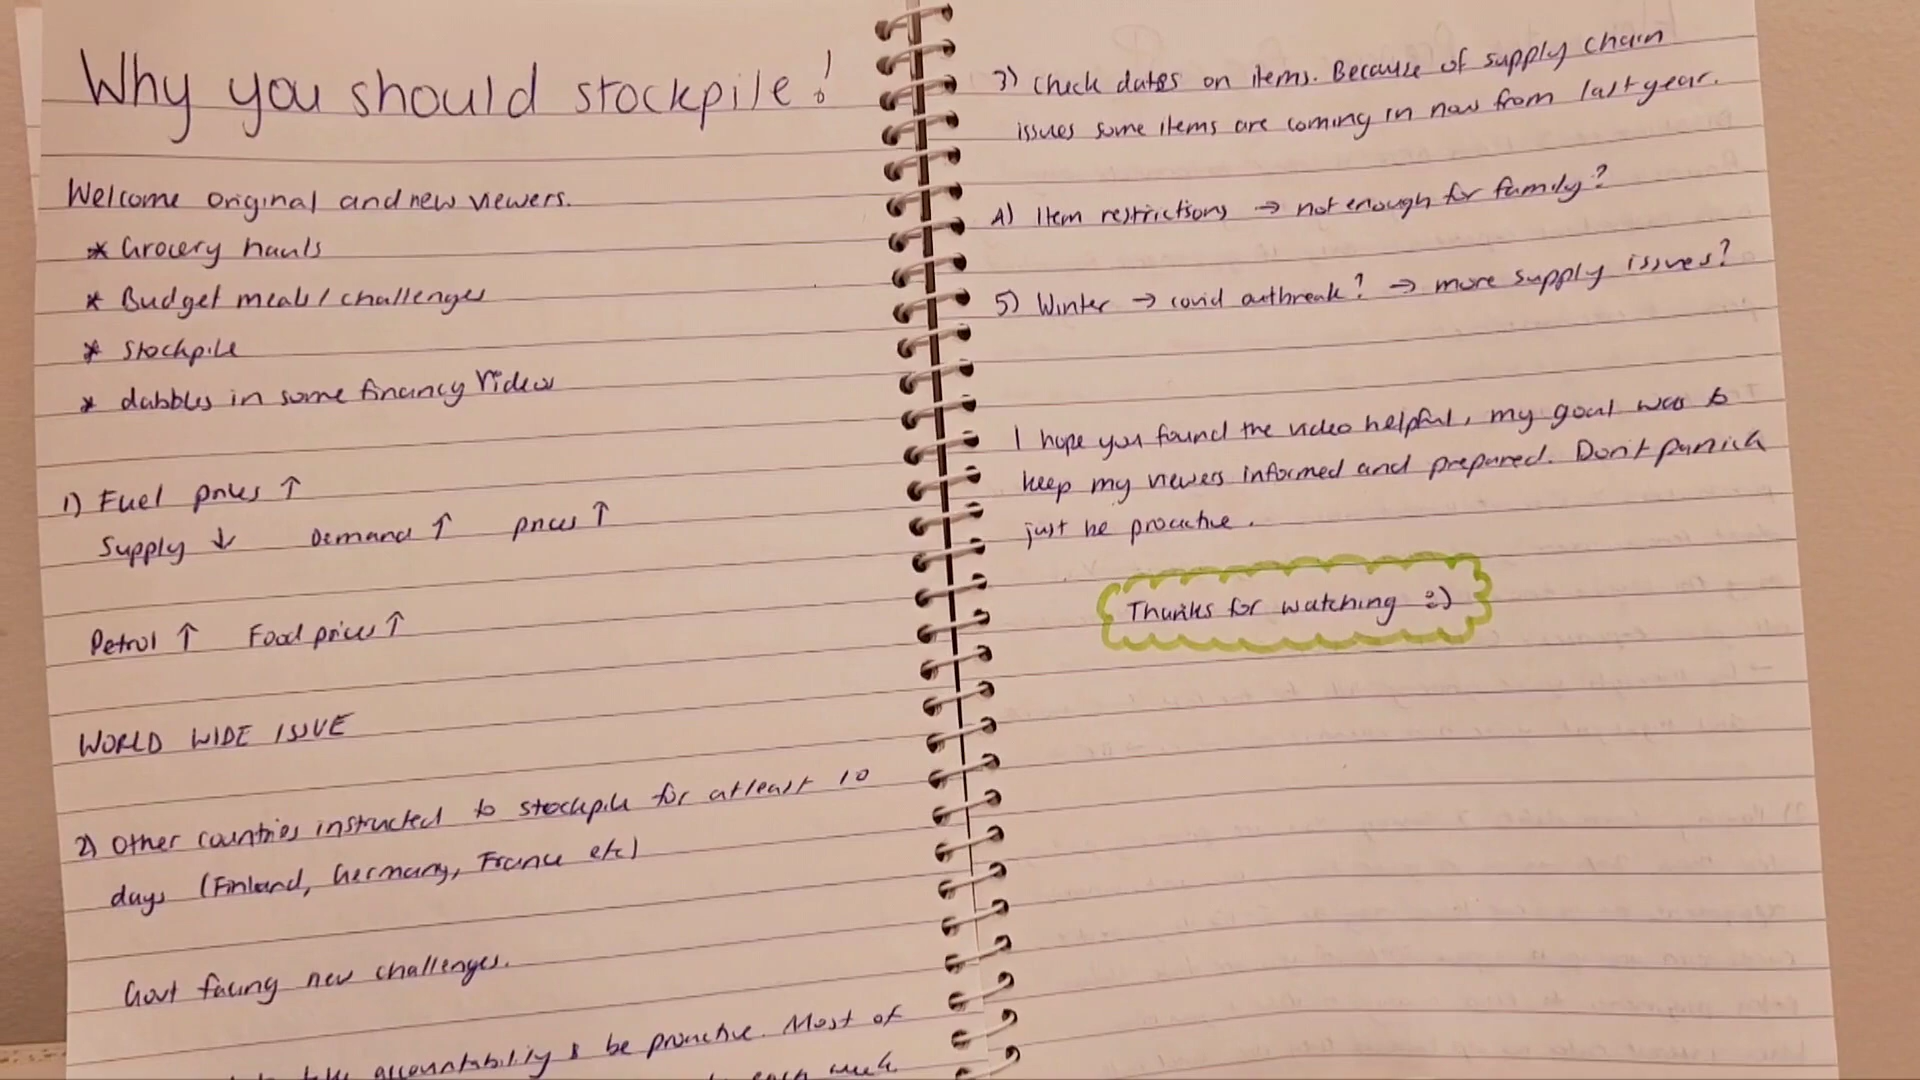 Why you should stockpile!
Welcome original and new viewers.
* Grocery hauls
* Budget meals/challenges
* Stockpile
* dabbles in some financy Videos
1) Fuel prices ↑
Supply ↓ Demand ↑ prices ↑
Petrol ↑ Food prices ↑
WORLD WIDE ISSUE
2) Other countries instructed to stockpile for atleast 10
days (Finland, Germany, France etc)
Govt facing new challenges.
accountability & be proactive. Most of
each week
3) Check dates on items. Because of supply chain
issues some items are coming in now from last year.
4) Item restrictions → not enough for family?
5) Winter → covid outbreak? → more supply issues?
I hope you found the video helpful, my goal was to
keep my viewers informed and prepared. Don't panick
just be proactive.
Thanks for watching :)